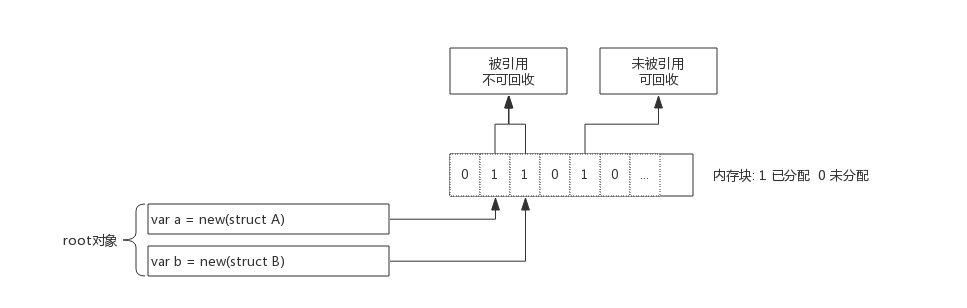 被引用
不可回收
未被引用
可回收
0 1 1 0 1 0 ...
内存块: 1 已分配 0 未分配
var a = new(struct A)
root对象
var b = new(struct B)